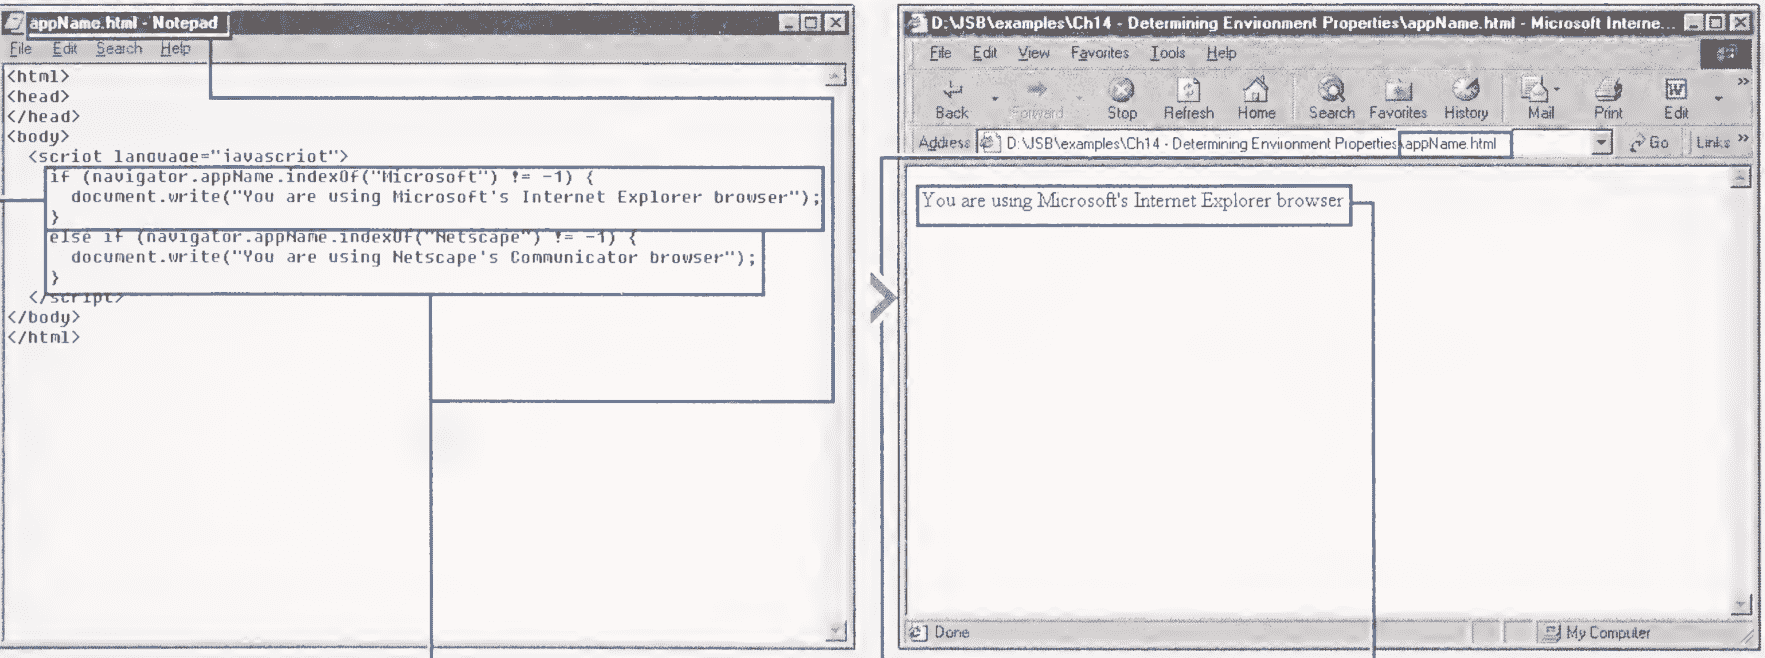 appName.html - Notepad
File Edit Search Help
<html>
<head>
</head>
<body>
<script language="javascript">
if (navigator.appName.indexOf("Microsoft") != -1) {
document.write("You are using Microsoft's Internet Explorer browser");
}
else if (navigator.appName.indexOf("Netscape") != -1) {
document.write("You are using Netscape's Communicator browser");
}
</script>
</body>
</html>
D:\JSB\examples\Ch14 - Determining Environment Properties\appName.html - Microsoft Interne...
File Edit View Favorites Tools Help
Back Forward Stop Refresh Home Search Favorites History Mail Print Edit »
Address D:\JSB\examples\Ch14 - Determining Environment Properties\appName.html Go Links »
You are using Microsoft's Internet Explorer browser
Done My Computer